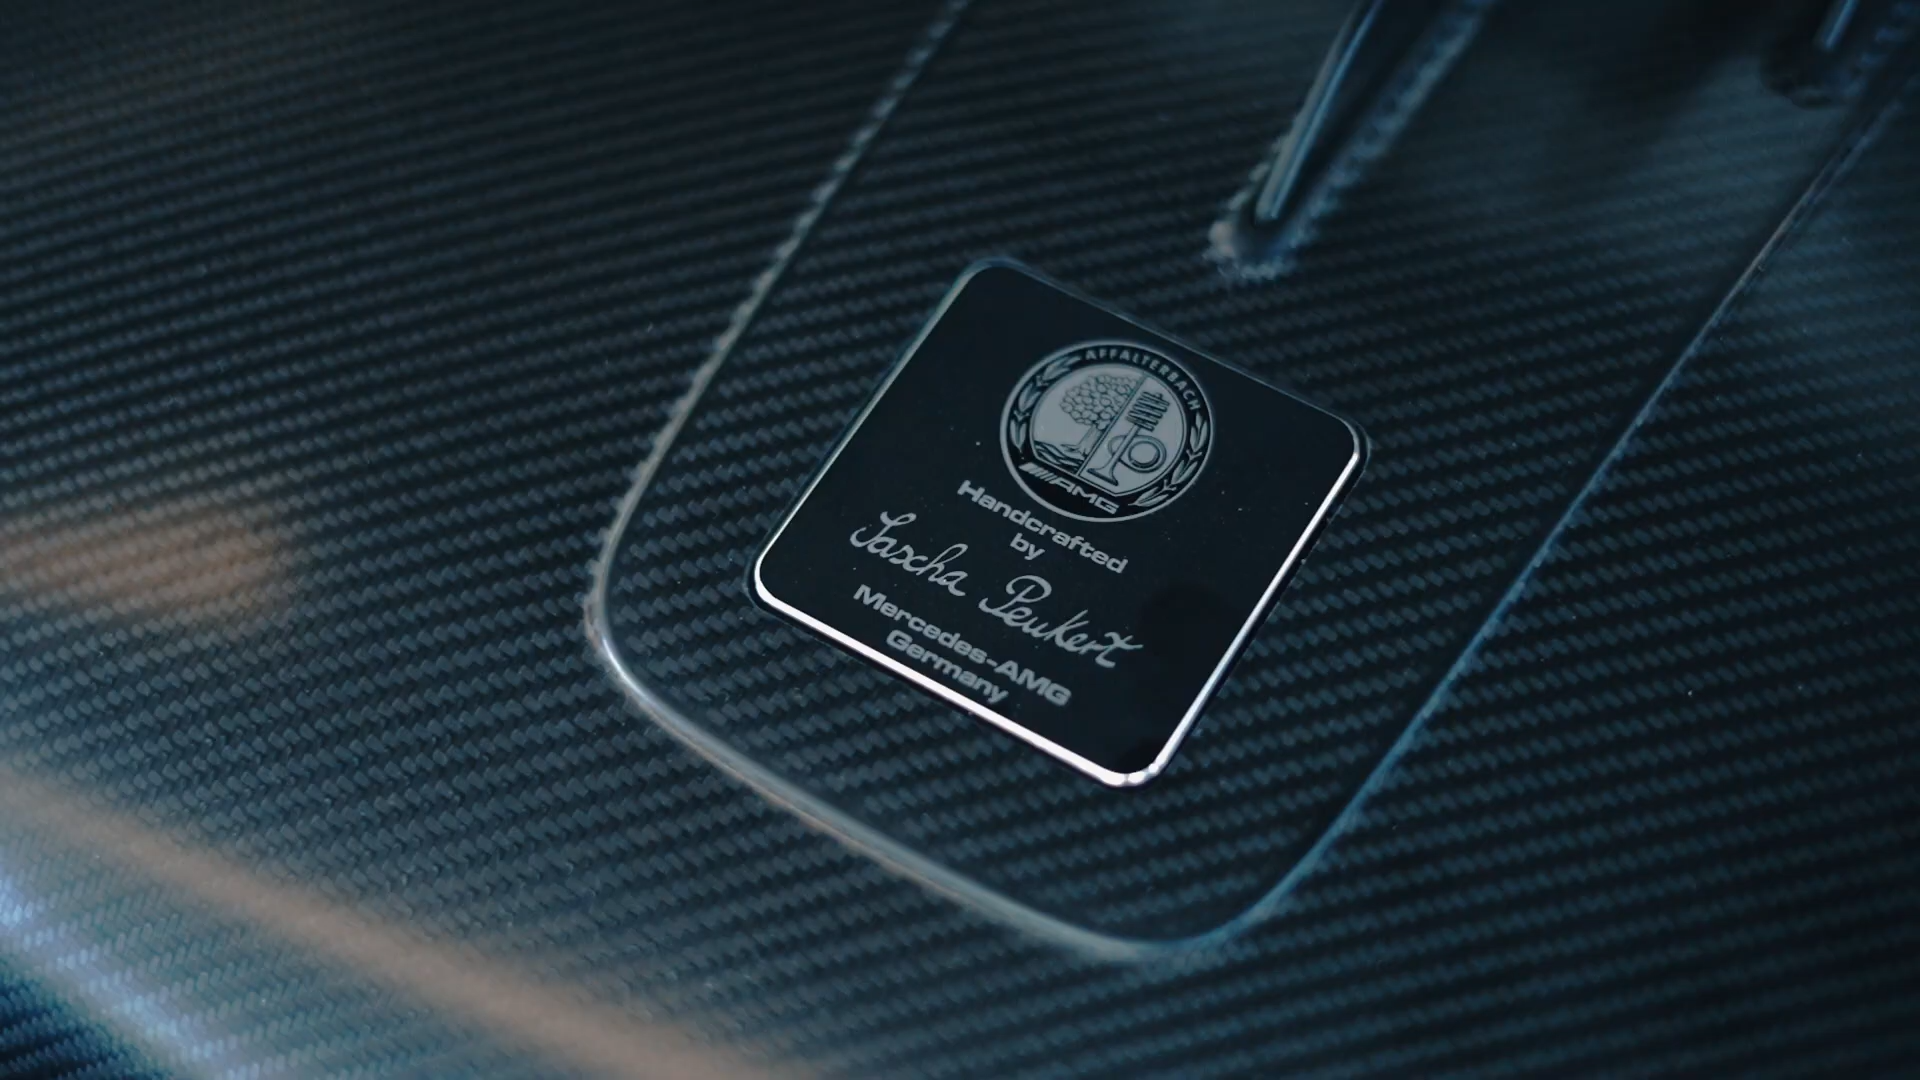 AFFALTERBACH
AMG
Handcrafted
by
Sascha Peukert
Mercedes-AMG
Germany